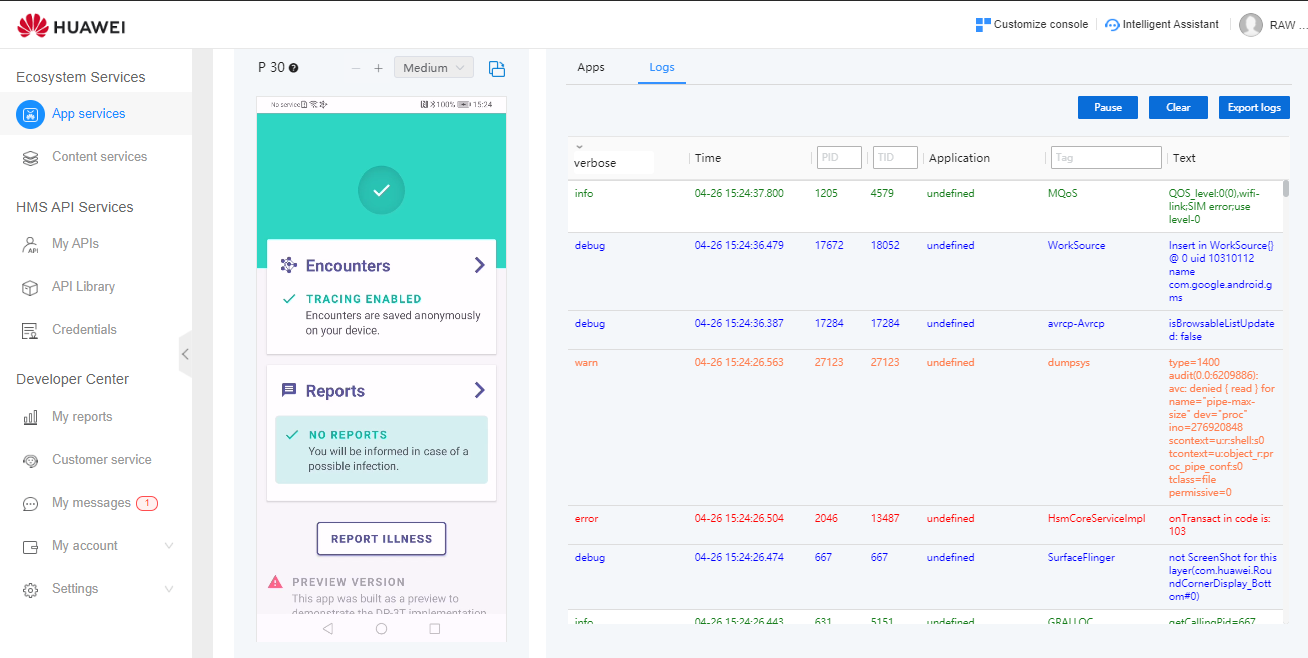 HUAWEI
Customize console
Intelligent Assistant
RAW ...
Ecosystem Services
App services
Content services
HMS API Services
My APIs
API Library
Credentials
Developer Center
My reports
Customer service
My messages 1
My account
Settings
P 30
Medium
No service
100%
15:24
Encounters
TRACING ENABLED
Encounters are saved anonymously
on your device.
Reports
NO REPORTS
You will be informed in case of a
possible infection.
REPORT ILLNESS
PREVIEW VERSION
This app was built as a preview to
demonstrate the DP-3T implementation
Apps
Logs
Pause
Clear
Export logs
verbose Time PID TID Application Tag Text
info 04-26 15:24:37.800 1205 4579 undefined MQoS QOS_level:0(0),wifi-
link;SIM error;use
level-0
debug 04-26 15:24:36.479 17672 18052 undefined WorkSource Insert in WorkSource{}
@ 0 uid 10310112
name
com.google.android.g
ms
debug 04-26 15:24:36.387 17284 17284 undefined avrcp-Avrcp isBrowsableListUpdate
d: false
warn 04-26 15:24:26.563 27123 27123 undefined dumpsys type=1400
audit(0.0:6209886):
avc: denied { read } for
name="pipe-max-
size" dev="proc"
ino=276920848
scontext=u:r:shell:s0
tcontext=u:object_r:pr
oc_pipe_conf:s0
tclass=file
permissive=0
error 04-26 15:24:26.504 2046 13487 undefined HsmCoreServiceImpl onTransact in code is:
103
debug 04-26 15:24:26.474 667 667 undefined SurfaceFlinger not ScreenShot for this
layer(com.huawei.Rou
ndCornerDisplay_Bott
om#0)
info 04-26 15:24:26.443 631 5151 undefined GRALLOC getCallingPid=667